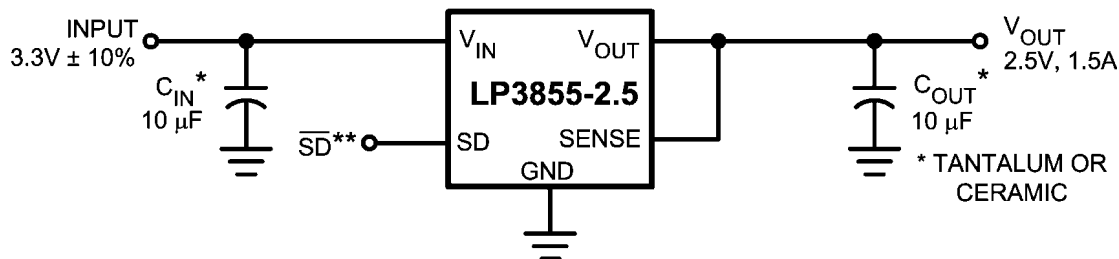 INPUT
3.3V ± 10%
C_IN*
10 μF
S̅D̅**
V_IN
V_OUT
LP3855-2.5
SD
SENSE
GND
V_OUT
2.5V, 1.5A
C_OUT*
10 μF
* TANTALUM OR
CERAMIC